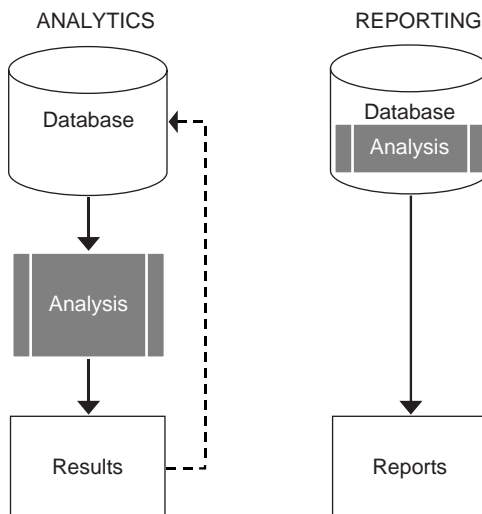 ANALYTICS
Database
Analysis
Results
REPORTING
Database
Analysis
Reports